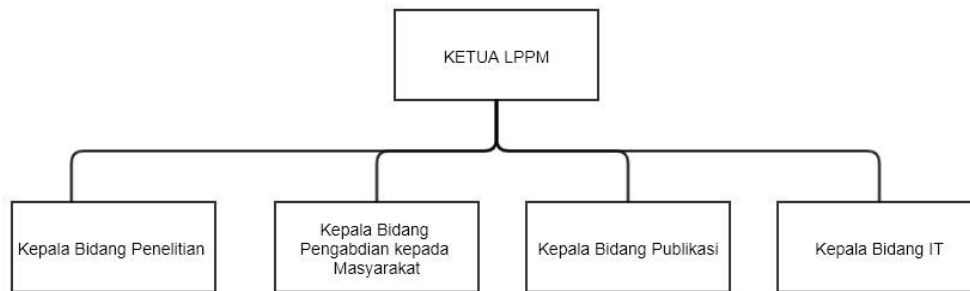 KETUA LPPM
Kepala Bidang Penelitian
Kepala Bidang
Pengabdian kepada
Masyarakat
Kepala Bidang Publikasi
Kepala Bidang IT